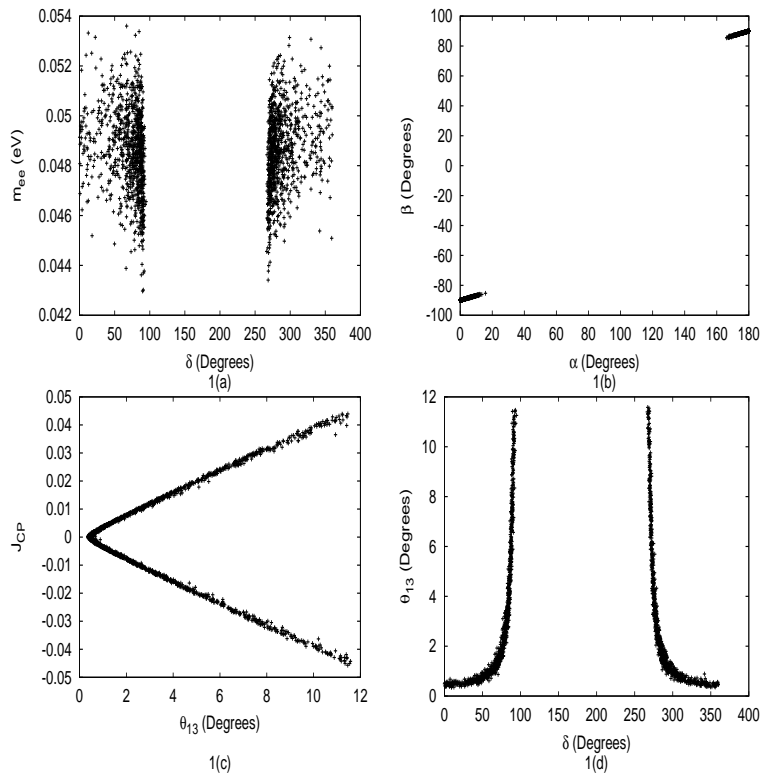 0.054
0.052
0.05
0.048
0.046
0.044
0.042
m_ee (eV)
0 50 100 150 200 250 300 350 400
δ (Degrees)
1(a)
100
80
60
40
20
0
-20
-40
-60
-80
-100
β (Degrees)
0 20 40 60 80 100 120 140 160 180
α (Degrees)
1(b)
0.05
0.04
0.03
0.02
0.01
0
-0.01
-0.02
-0.03
-0.04
-0.05
J_CP
0 2 4 6 8 10 12
θ_13 (Degrees)
1(c)
12
10
8
6
4
2
0
θ_13 (Degrees)
0 50 100 150 200 250 300 350 400
δ (Degrees)
1(d)